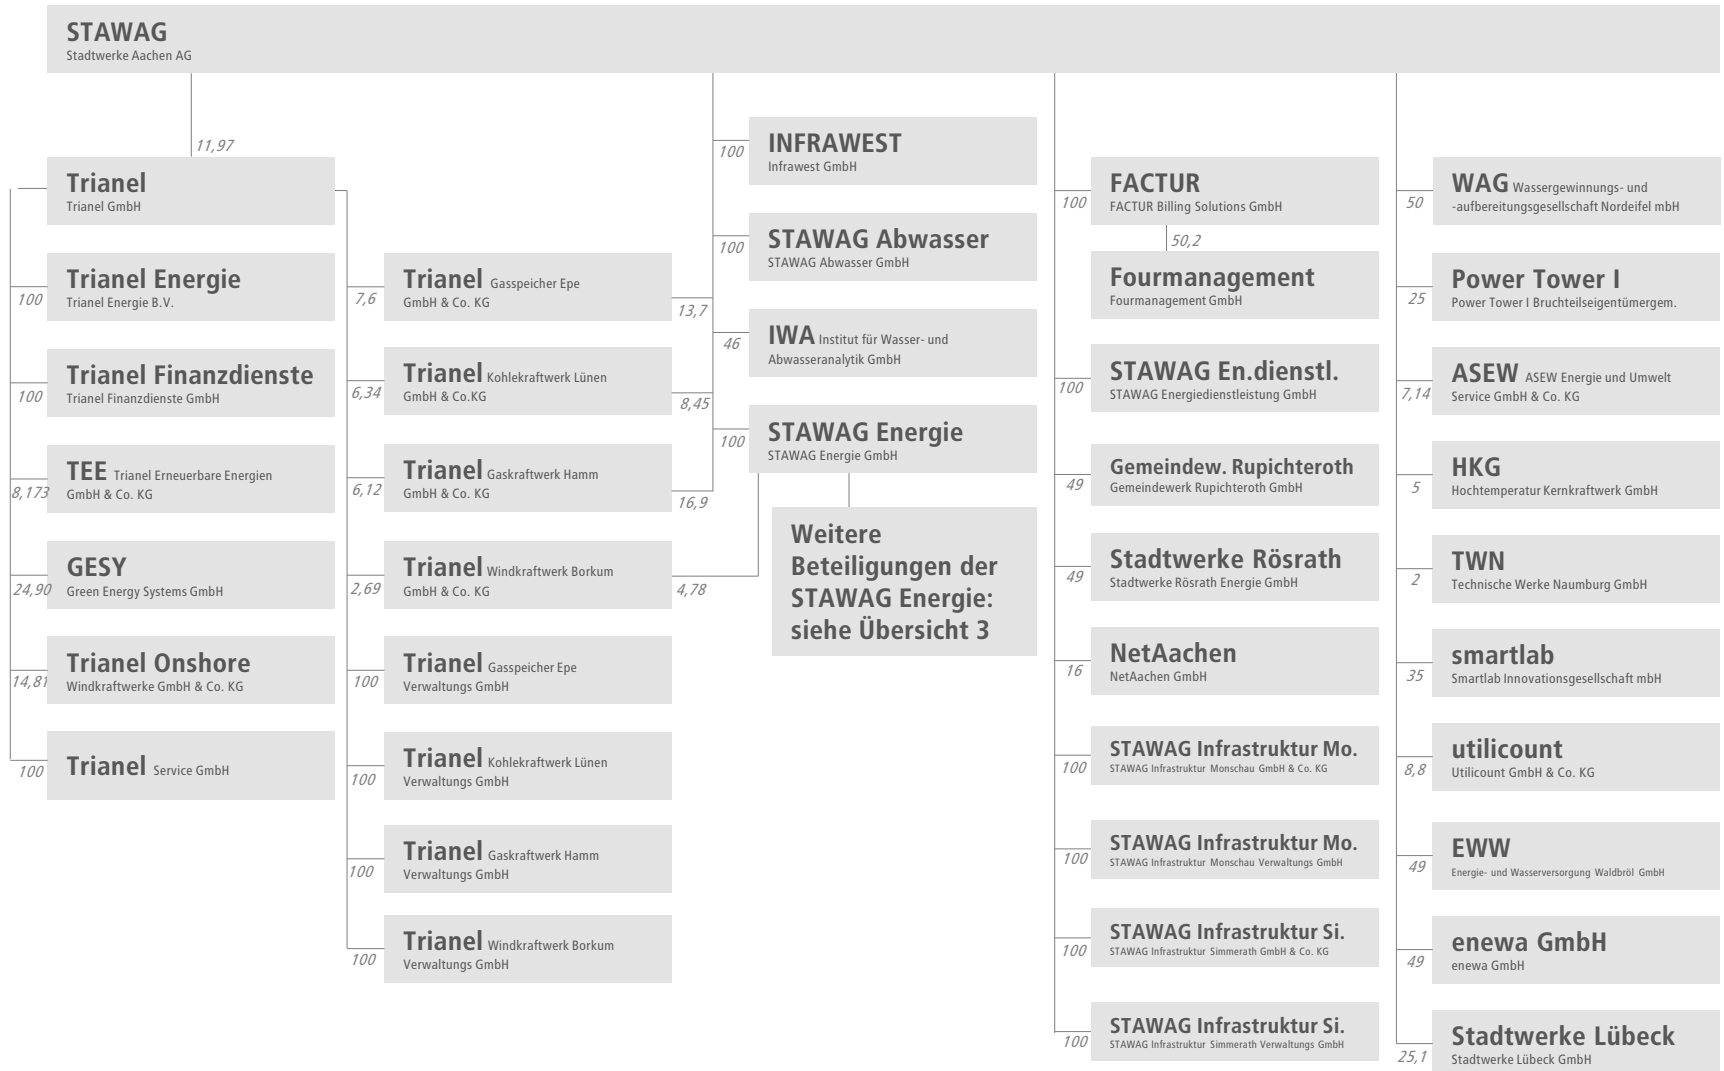 STAWAG
Stadtwerke Aachen AG
11,97
Trianel
Trianel GmbH
100
Trianel Energie
Trianel Energie B.V.
100
Trianel Finanzdienste
Trianel Finanzdienste GmbH
8,173
TEE Trianel Erneuerbare Energien
GmbH & Co. KG
24,90
GESY
Green Energy Systems GmbH
14,81
Trianel Onshore
Windkraftwerke GmbH & Co. KG
100
Trianel Service GmbH
7,6
Trianel Gasspeicher Epe
GmbH & Co. KG
13,7
6,34
Trianel Kohlekraftwerk Lünen
GmbH & Co.KG
8,45
6,12
Trianel Gaskraftwerk Hamm
GmbH & Co. KG
16,9
2,69
Trianel Windkraftwerk Borkum
GmbH & Co. KG
4,78
100
Trianel Gasspeicher Epe
Verwaltungs GmbH
100
Trianel Kohlekraftwerk Lünen
Verwaltungs GmbH
100
Trianel Gaskraftwerk Hamm
Verwaltungs GmbH
100
Trianel Windkraftwerk Borkum
Verwaltungs GmbH
100
INFRAWEST
Infrawest GmbH
100
STAWAG Abwasser
STAWAG Abwasser GmbH
46
IWA Institut für Wasser- und
Abwasseranalytik GmbH
100
STAWAG Energie
STAWAG Energie GmbH
Weitere
Beteiligungen der
STAWAG Energie:
siehe Übersicht 3
100
FACTUR
FACTUR Billing Solutions GmbH
50,2
Fourmanagement
Fourmanagement GmbH
100
STAWAG En.dienstl.
STAWAG Energiedienstleistung GmbH
49
Gemeindew. Rupichteroth
Gemeindewerk Rupichteroth GmbH
49
Stadtwerke Rösrath
Stadtwerke Rösrath Energie GmbH
16
NetAachen
NetAachen GmbH
100
STAWAG Infrastruktur Mo.
STAWAG Infrastruktur Monschau GmbH & Co. KG
100
STAWAG Infrastruktur Mo.
STAWAG Infrastruktur Monschau Verwaltungs GmbH
100
STAWAG Infrastruktur Si.
STAWAG Infrastruktur Simmerath GmbH & Co. KG
100
STAWAG Infrastruktur Si.
STAWAG Infrastruktur Simmerath Verwaltungs GmbH
50
WAG Wassergewinnungs- und
-aufbereitungsgesellschaft Nordeifel mbH
25
Power Tower I
Power Tower I Bruchteilseigentümergem.
7,14
ASEW ASEW Energie und Umwelt
Service GmbH & Co. KG
5
HKG
Hochtemperatur Kernkraftwerk GmbH
2
TWN
Technische Werke Naumburg GmbH
35
smartlab
Smartlab Innovationsgesellschaft mbH
8,8
utilicount
Utilicount GmbH & Co. KG
49
EWW
Energie- und Wasserversorgung Waldbröl GmbH
49
enewa GmbH
enewa GmbH
25,1
Stadtwerke Lübeck
Stadtwerke Lübeck GmbH